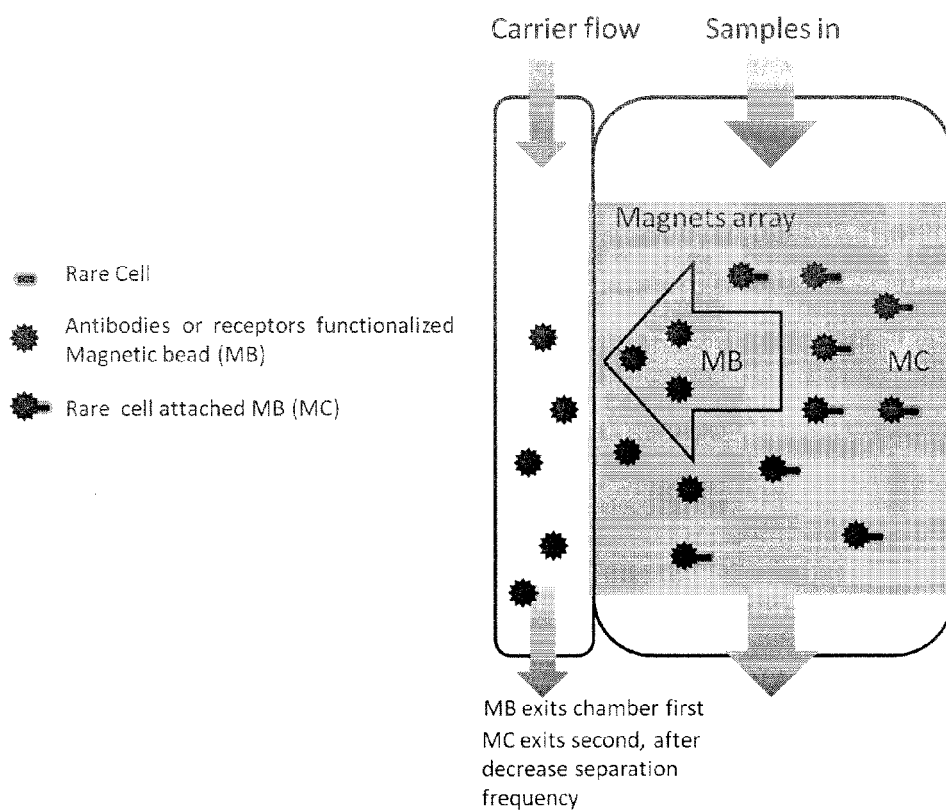 Carrier flow
Samples in
Magnets array
Rare Cell
Antibodies or receptors functionalized
Magnetic bead (MB)
Rare cell attached MB (MC)
MB
MC
MB exits chamber first
MC exits second, after
decrease separation
frequency